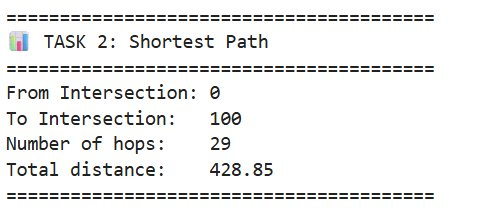 ========================================
📊 TASK 2: Shortest Path
========================================
From Intersection: 0
To Intersection:   100
Number of hops:    29
Total distance:    428.85
========================================